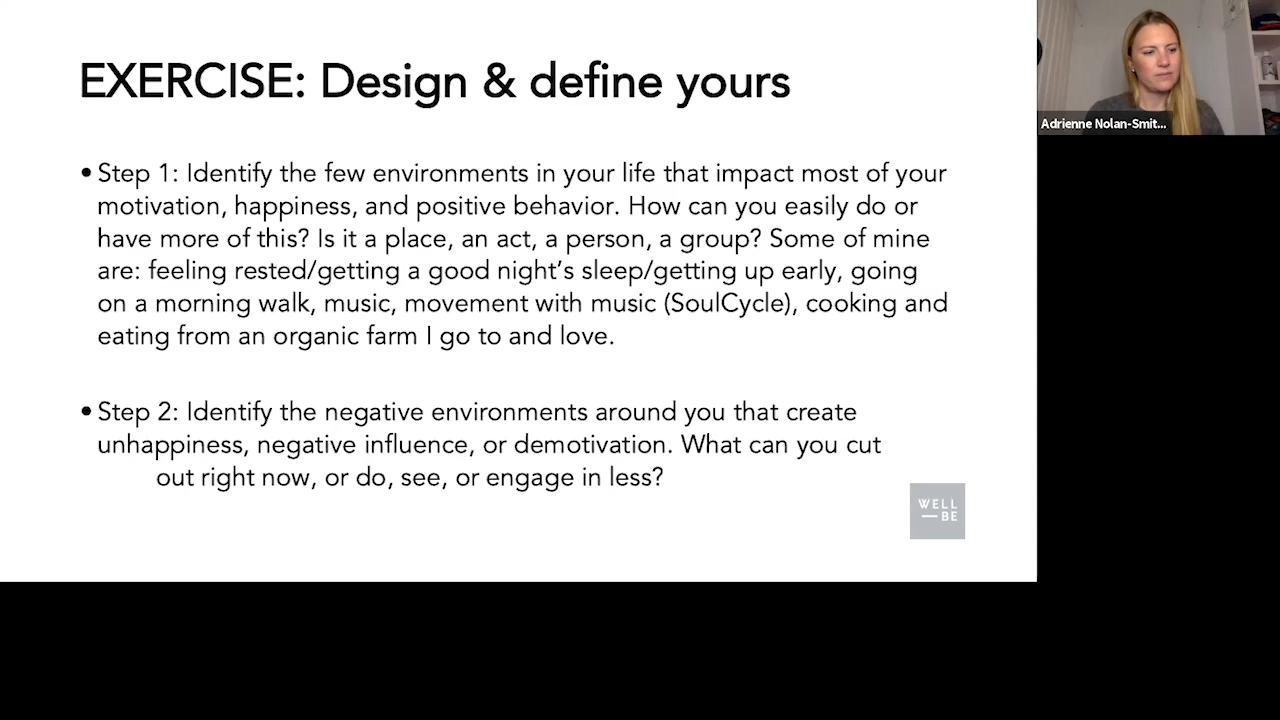 EXERCISE: Design & define yours
• Step 1: Identify the few environments in your life that impact most of your
motivation, happiness, and positive behavior. How can you easily do or
have more of this? Is it a place, an act, a person, a group? Some of mine
are: feeling rested/getting a good night’s sleep/getting up early, going
on a morning walk, music, movement with music (SoulCycle), cooking and
eating from an organic farm I go to and love.
• Step 2: Identify the negative environments around you that create
unhappiness, negative influence, or demotivation. What can you cut
out right now, or do, see, or engage in less?
WELL
—BE
Adrienne Nolan-Smit...